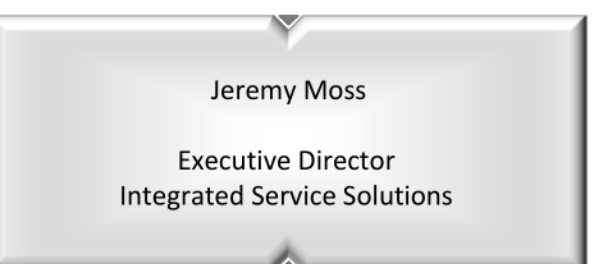 Jeremy Moss
Executive Director
Integrated Service Solutions